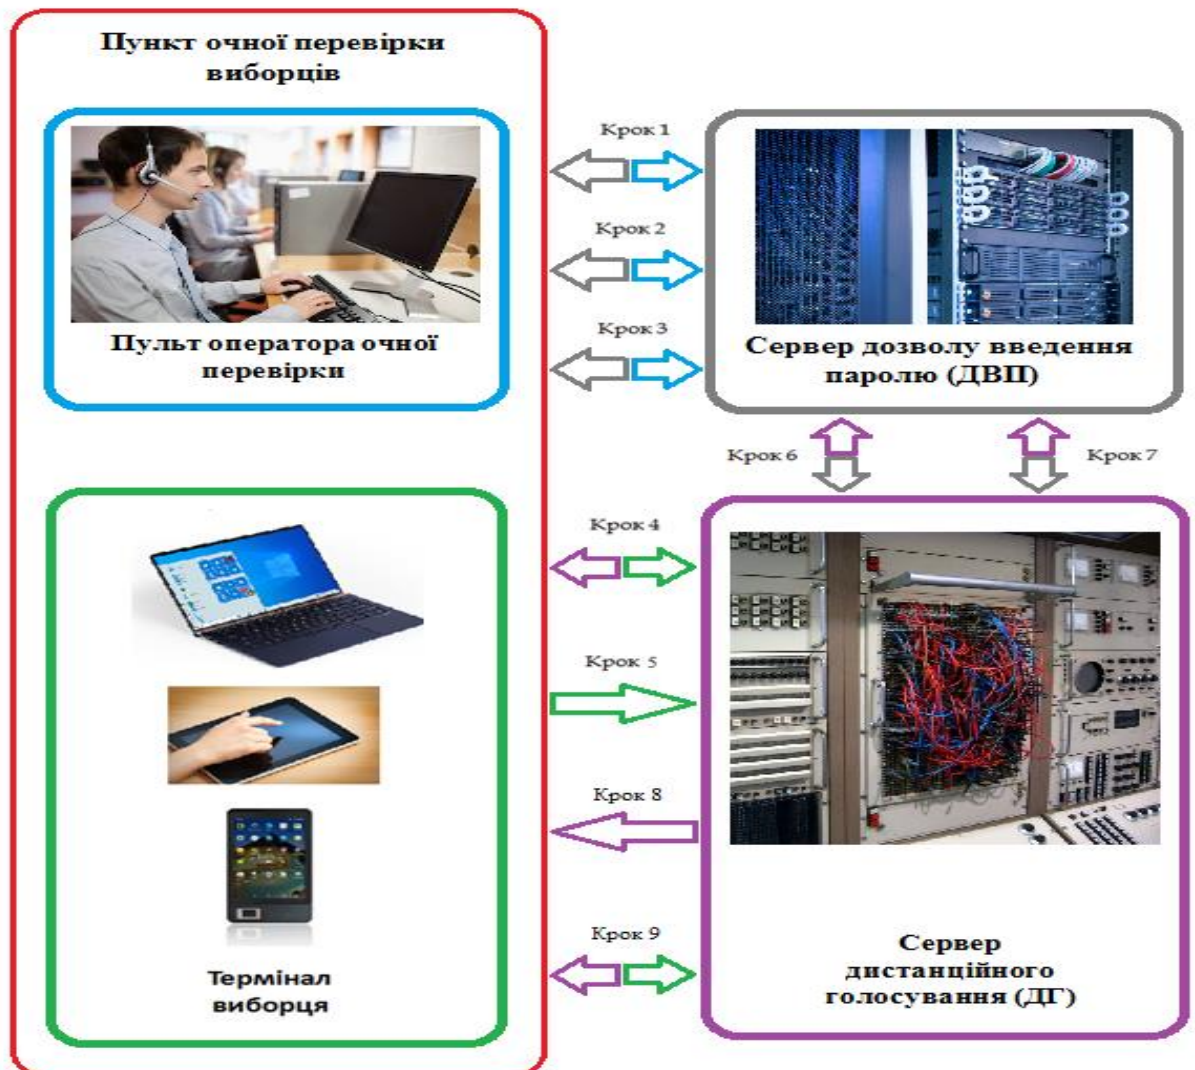 Пункт очної перевірки
виборців
Крок 1
Крок 2
Крок 3
Пульт оператора очної
перевірки
Сервер дозволу введення
паролю (ДВП)
Крок 6
Крок 7
Крок 4
Крок 5
Крок 8
Крок 9
Термінал
виборця
Сервер
дистанційного
голосування (ДГ)